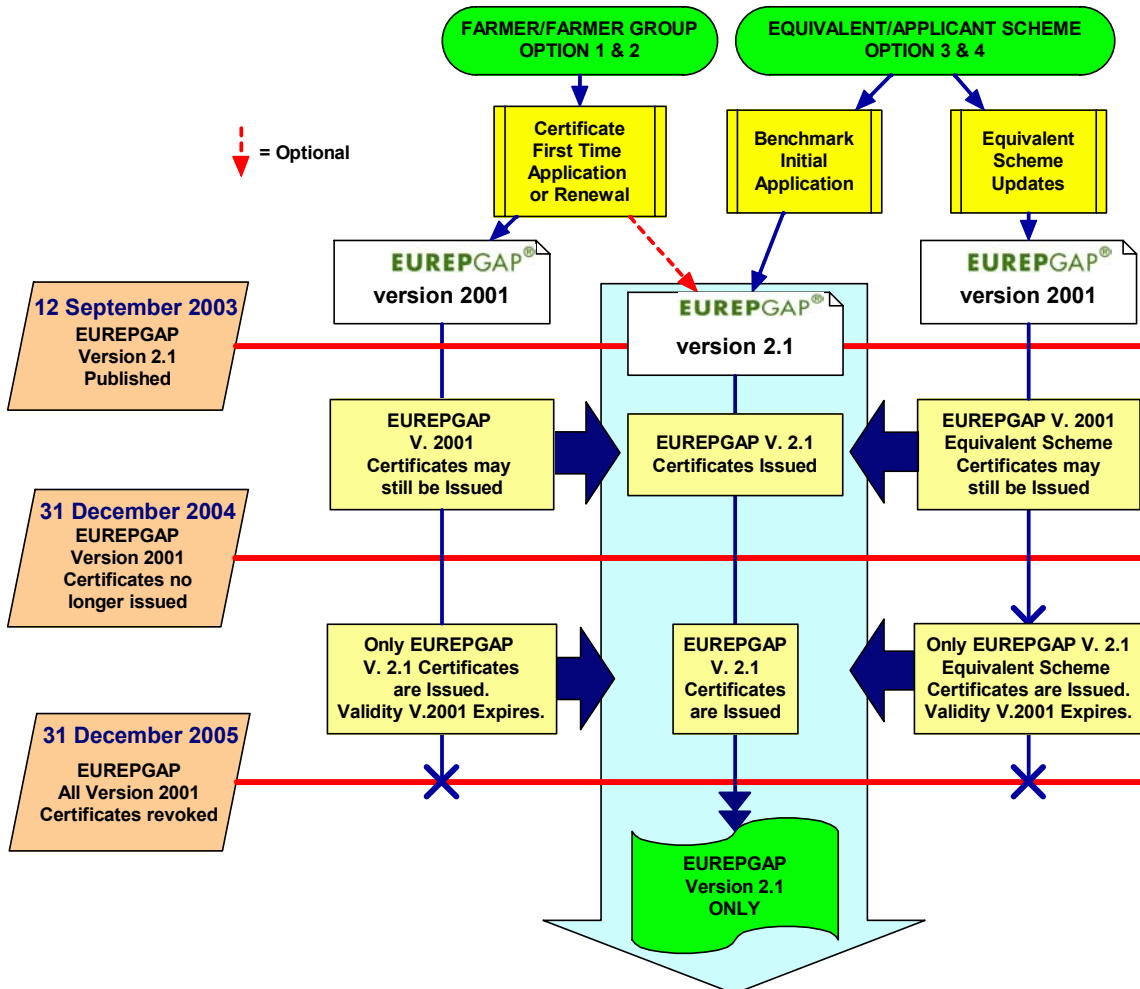 FARMER/FARMER GROUP
OPTION 1 & 2
EQUIVALENT/APPLICANT SCHEME
OPTION 3 & 4
= Optional
Certificate
First Time
Application
or Renewal
Benchmark
Initial
Application
Equivalent
Scheme
Updates
EUREPGAP®
version 2001
EUREPGAP®
version 2.1
EUREPGAP®
version 2001
12 September 2003
EUREPGAP
Version 2.1
Published
EUREPGAP
V. 2001
Certificates may
still be Issued
EUREPGAP V. 2.1
Certificates Issued
EUREPGAP V. 2001
Equivalent Scheme
Certificates may
still be Issued
31 December 2004
EUREPGAP
Version 2001
Certificates no
longer issued
Only EUREPGAP
V. 2.1 Certificates
are Issued.
Validity V.2001 Expires.
EUREPGAP
V. 2.1
Certificates
are Issued
Only EUREPGAP V. 2.1
Equivalent Scheme
Certificates are Issued.
Validity V.2001 Expires.
31 December 2005
EUREPGAP
All Version 2001
Certificates revoked
EUREPGAP
Version 2.1
ONLY